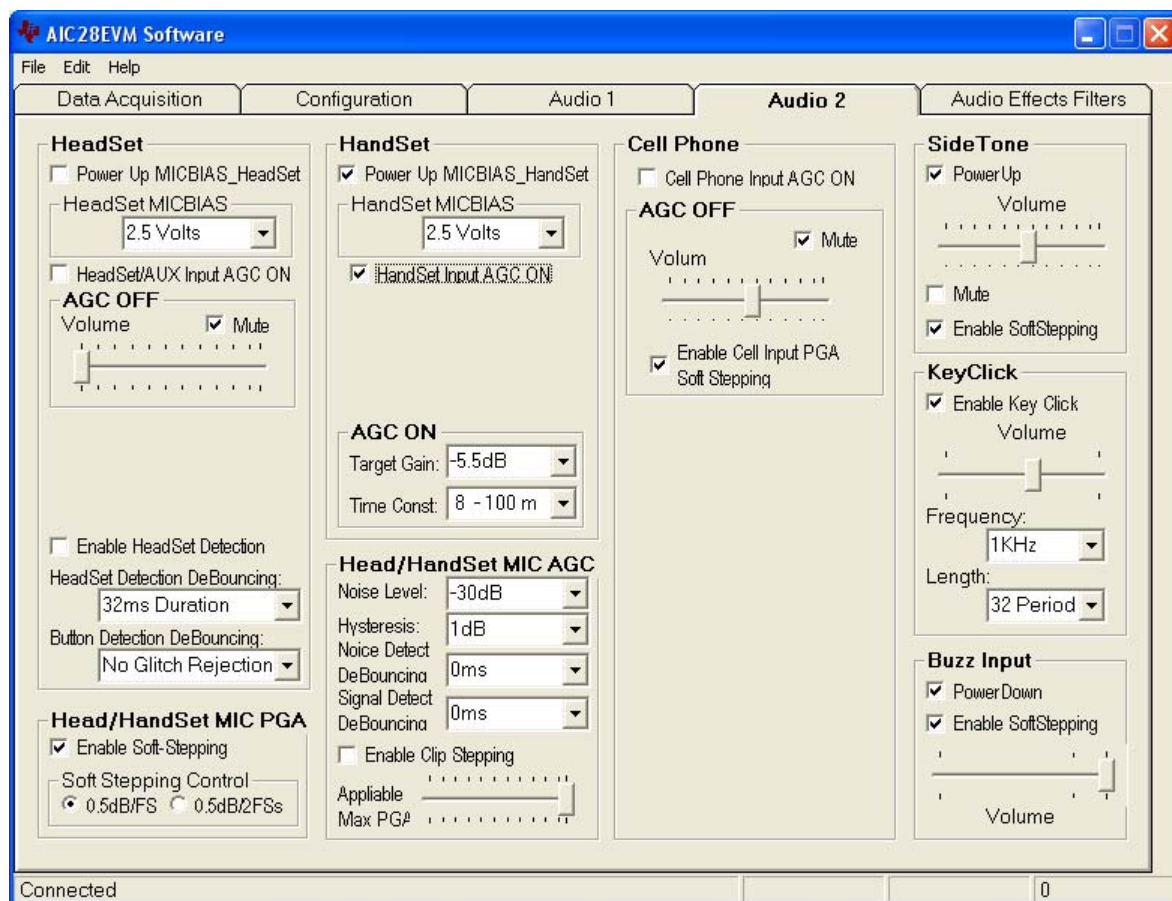 AIC28EVM Software
File Edit Help
Data Acquisition
Configuration
Audio 1
Audio 2
Audio Effects Filters
HeadSet
Power Up MICBIAS_HeadSet
HeadSet MICBIAS
2.5 Volts
HeadSet/AUX Input AGC ON
AGC OFF
Volume
Mute
Enable HeadSet Detection
HeadSet Detection DeBouncing:
32ms Duration
Button Detection DeBouncing:
No Glitch Rejection
Head/HandSet MIC PGA
Enable Soft-Stepping
Soft Stepping Control
0.5dB/FS
0.5dB/2FSs
HandSet
Power Up MICBIAS_HandSet
HandSet MICBIAS
2.5 Volts
HandSet Input AGC ON
AGC ON
Target Gain: -5.5dB
Time Const: 8 - 100 m
Head/HandSet MIC AGC
Noise Level: -30dB
Hysteresis: 1dB
Noice Detect
DeBouncing
0ms
Signal Detect
DeBouncing
0ms
Enable Clip Stepping
Appliable
Max PGA
Cell Phone
Cell Phone Input AGC ON
AGC OFF
Mute
Volum
Enable Cell Input PGA
Soft Stepping
SideTone
PowerUp
Volume
Mute
Enable SoftStepping
KeyClick
Enable Key Click
Volume
Frequency:
1KHz
Length:
32 Period
Buzz Input
PowerDown
Enable SoftStepping
Volume
Connected
0